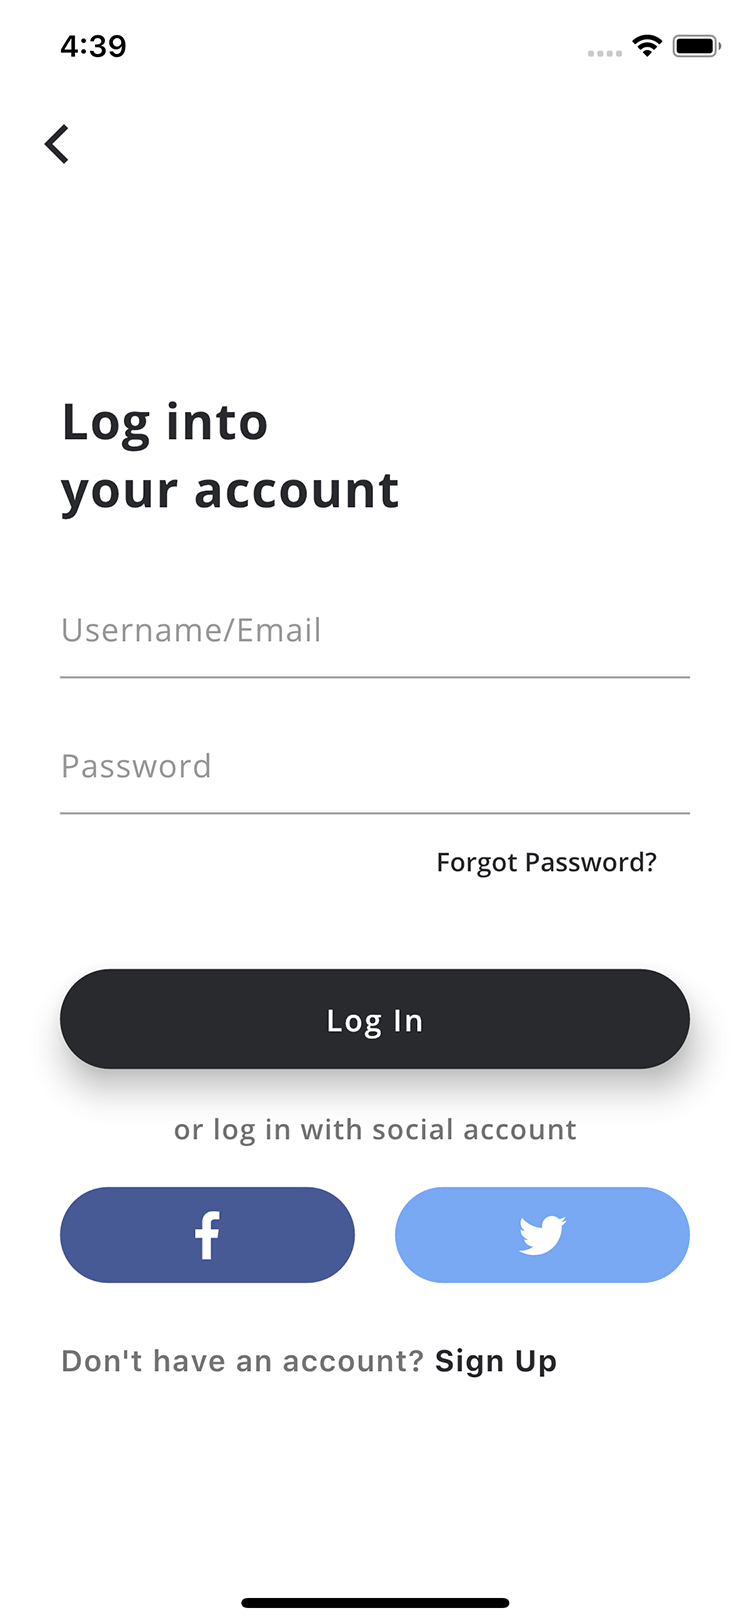 4:39
Log into
your account
Username/Email
Password
Forgot Password?
Log In
or log in with social account
Don't have an account? Sign Up